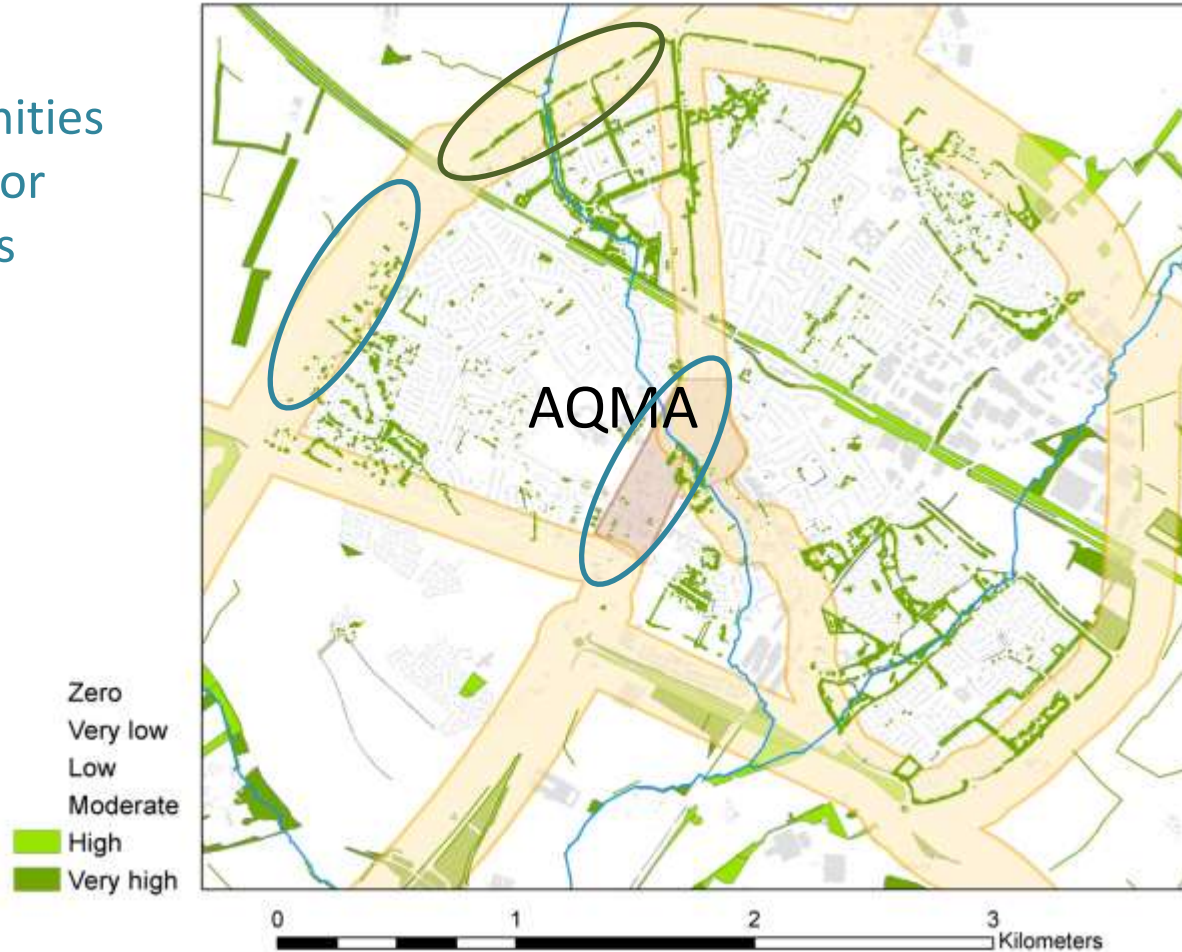 nities
or
s
AQMA
Zero
Very low
Low
Moderate
High
Very high
0 1 2 3
Kilometers